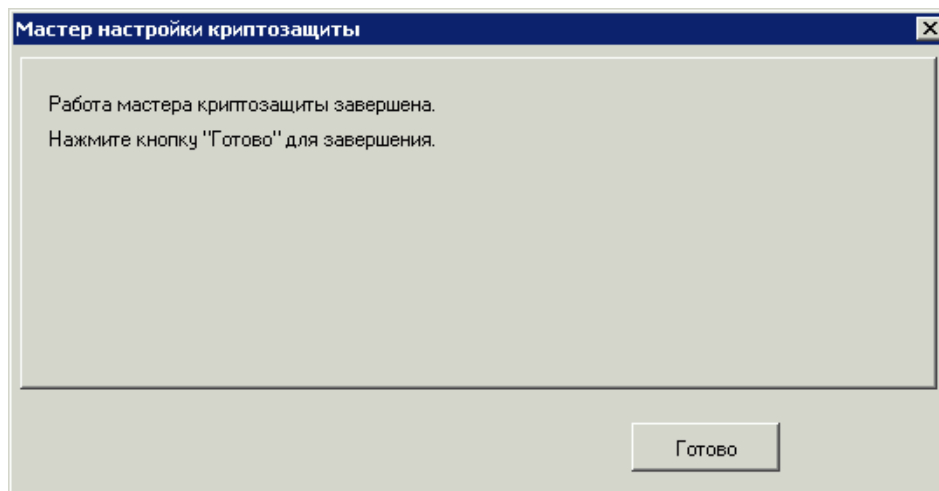 Мастер настройки криптозащиты
Работа мастера криптозащиты завершена.
Нажмите кнопку "Готово" для завершения.
Готово